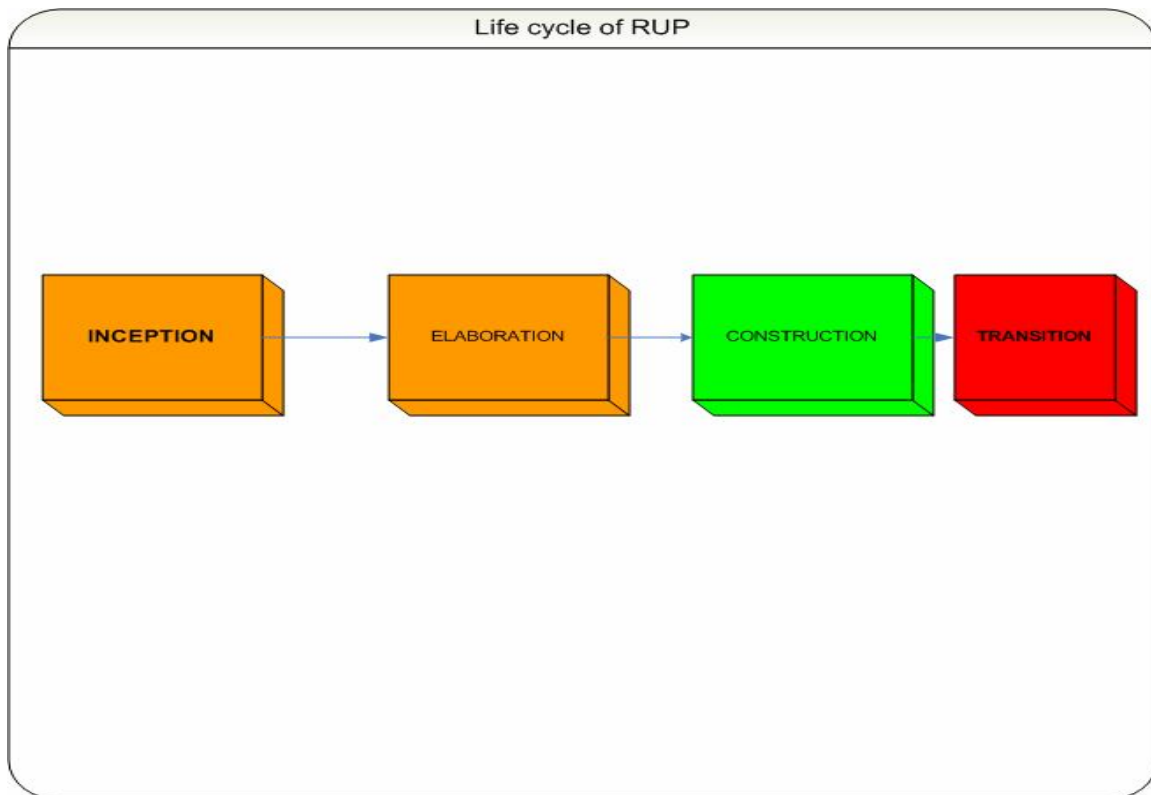 Life cycle of RUP
INCEPTION
ELABORATION
CONSTRUCTION
TRANSITION